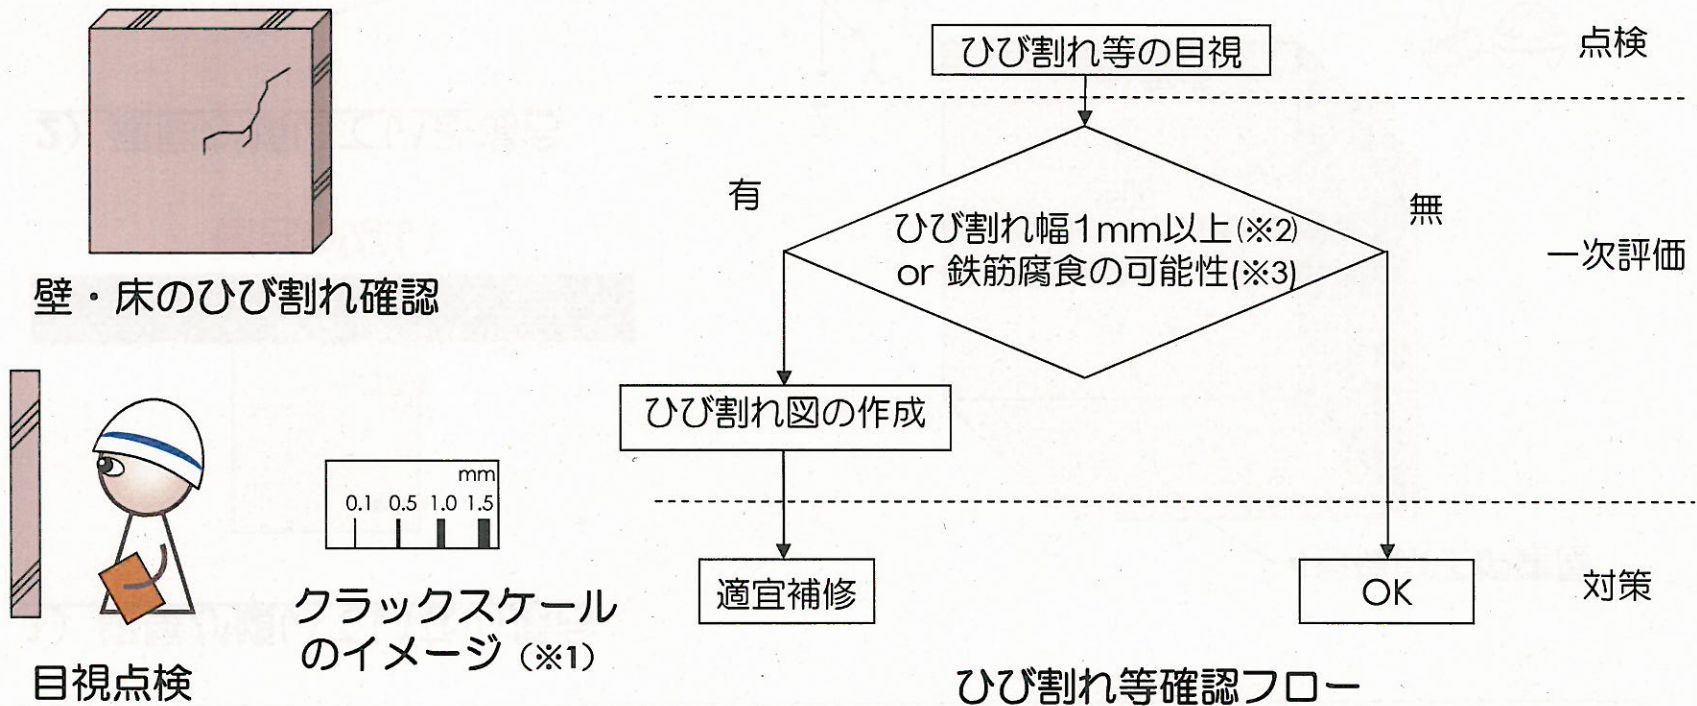 壁・床のひび割れ確認
目視点検
mm
0.1 0.5 1.0 1.5
クラックスケール
のイメージ（※1）
ひび割れ等の目視
点検
有
無
ひび割れ幅1mm以上(※2)
or 鉄筋腐食の可能性(※3)
一次評価
ひび割れ図の作成
適宜補修
OK
対策
ひび割れ等確認フロー